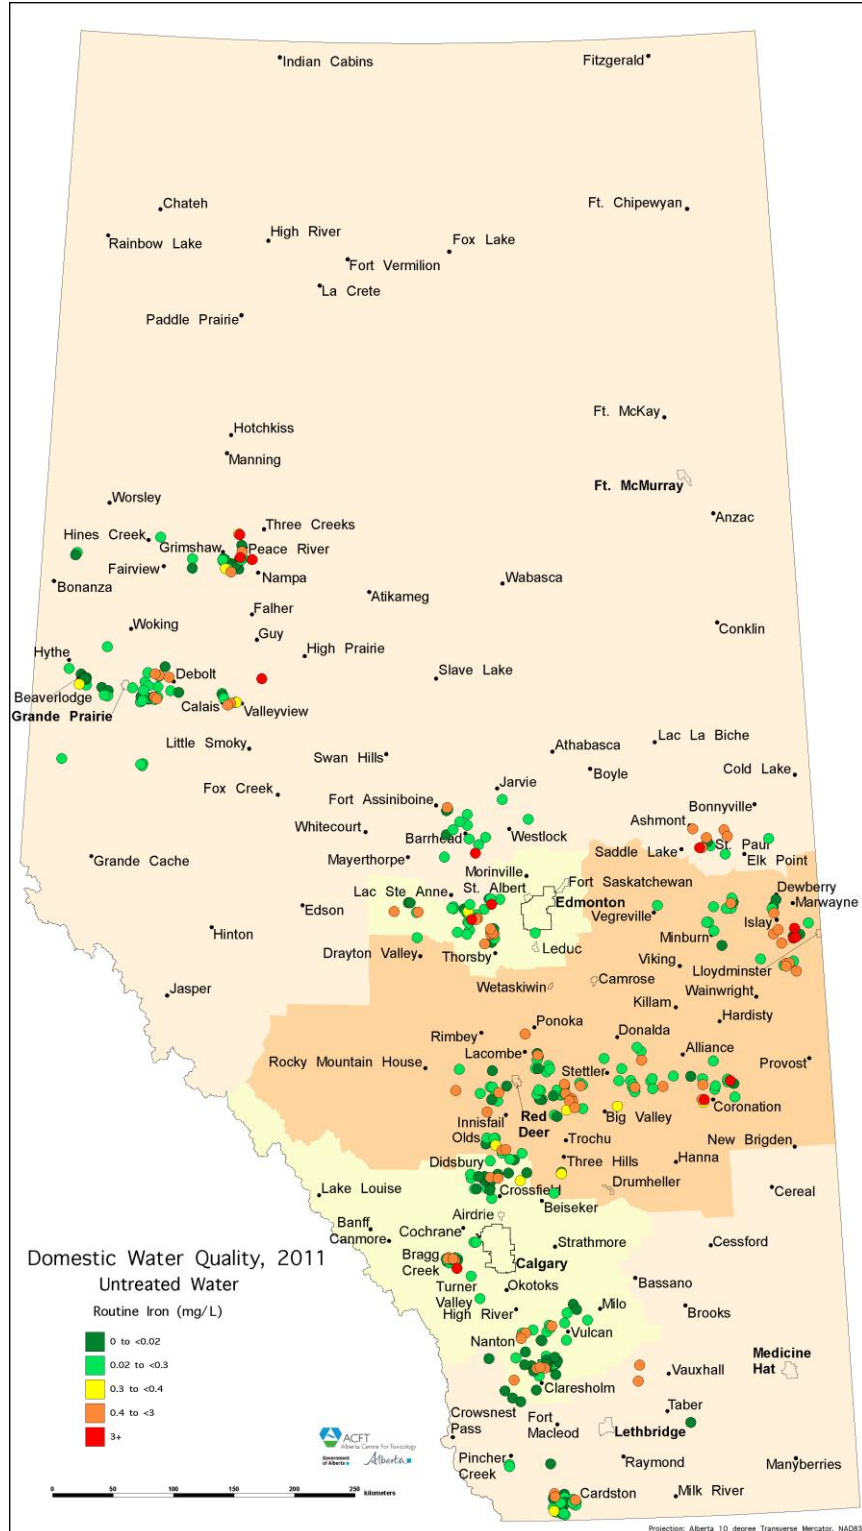 Indian Cabins
Fitzgerald
Chateh
Ft. Chipewyan
Rainbow Lake
High River
Fox Lake
Fort Vermilion
La Crete
Paddle Prairie
Ft. McKay
Hotchkiss
Manning
Ft. McMurray
Worsley
Anzac
Hines Creek
Three Creeks
Grimshaw
Peace River
Fairview
Nampa
Bonanza
Wabasca
Atikameg
Falher
Woking
Conklin
Guy
High Prairie
Hythe
Slave Lake
Debolt
Beaverlodge
Calais
Valleyview
Grande Prairie
Little Smoky
Lac La Biche
Athabasca
Swan Hills
Boyle
Cold Lake
Fox Creek
Jarvie
Fort Assiniboine
Bonnyville
Ashmont
Whitecourt
Barrhead
Westlock
St. Paul
Saddle Lake
Mayerthorpe
Elk Point
Grande Cache
Morinville
Fort
Saskatchewan
Lac Ste Anne
St. Albert
Dewberry
Marwayne
Edmonton
Edson
Vegreville
Islay
Hinton
Minburn
Leduc
Drayton Valley
Thorsby
Viking
Lloydminster
Camrose
Wetaskiwin
Wainwright
Jasper
Killam
Hardisty
Ponoka
Rimbey
Donalda
Lacombe
Alliance
Rocky Mountain House
Provost
Stettler
Coronation
Red
Deer
Innisfail
Big Valley
Olds
Trochu
New Brigden
Didsbury
Three Hills
Hanna
Drumheller
Cereal
Lake Louise
Crossfield
Beiseker
Airdrie
Banff
Cochrane
Canmore
Strathmore
Cessford
Bragg
Creek
Calgary
Domestic Water Quality, 2011
Untreated Water
Routine Iron (mg/L)
0 to <0.02
0.02 to <0.3
0.3 to <0.4
0.4 to <3
3+
Turner
Valley
Okotoks
Bassano
High River
Milo
Brooks
Nanton
Vulcan
Medicine
Hat
Vauxhall
Claresholm
Taber
Crowsnest
Pass
Fort
Macleod
Lethbridge
ACFT
Alberta Centre for Toxicology
Government
of Alberta
Alberta
Pincher
Creek
Raymond
Manyberries
Cardston
Milk River
0 50 100 150 200 250 kilometers
Projection: Alberta 10 degree Transverse Mercator, NAD83